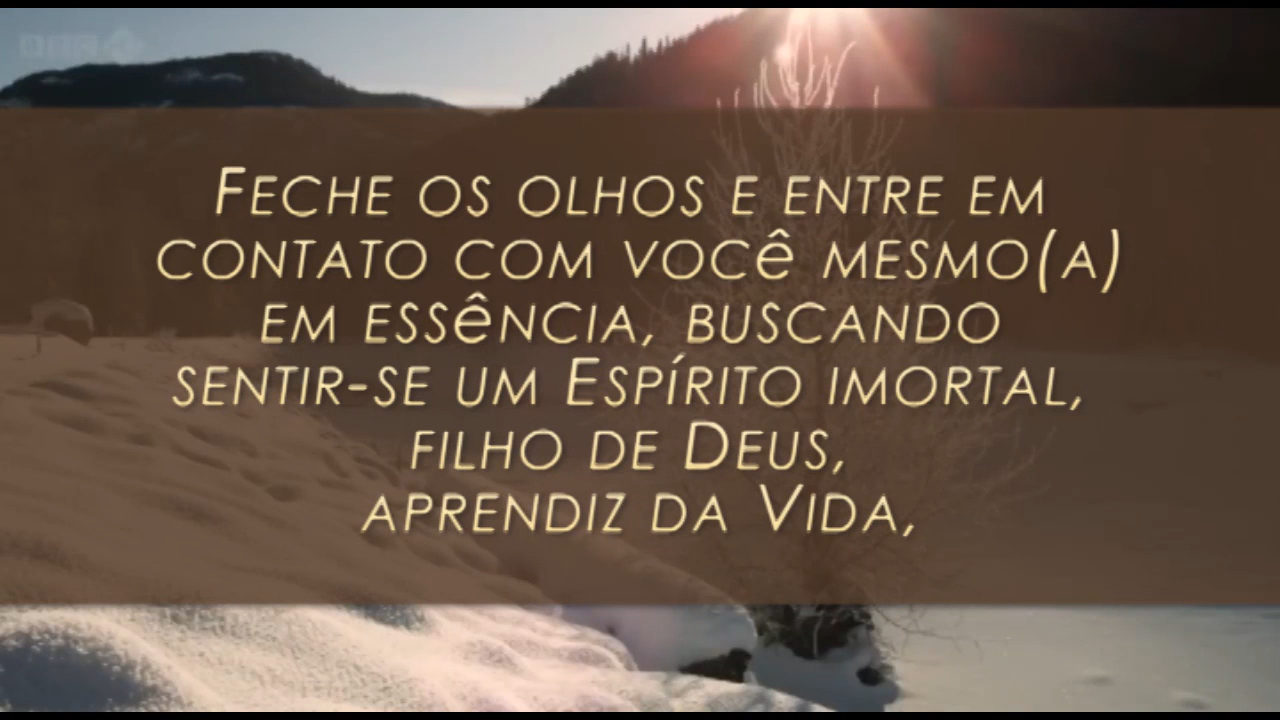 FECHE OS OLHOS E ENTRE EM
CONTATO COM VOCÊ MESMO(A)
EM ESSÊNCIA, BUSCANDO
SENTIR-SE UM ESPÍRITO IMORTAL,
FILHO DE DEUS,
APRENDIZ DA VIDA,